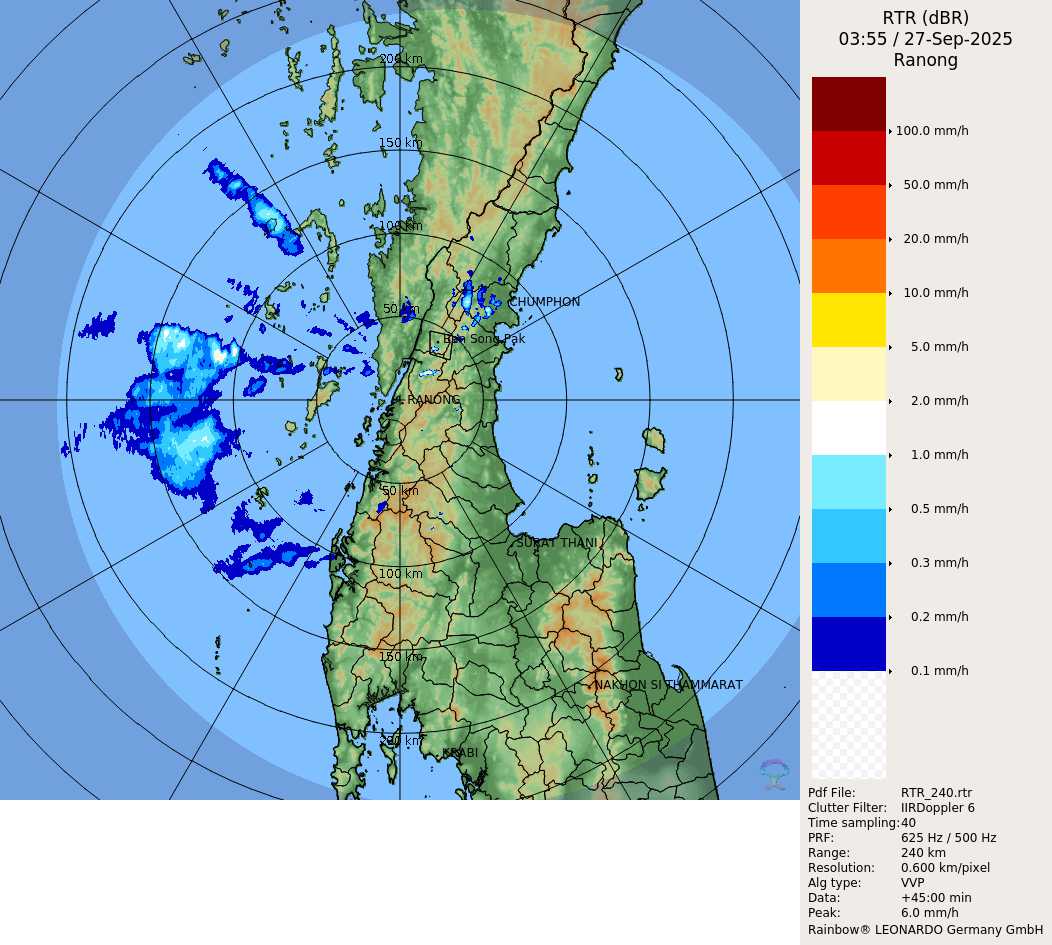 RTR (dBR)
03:55 / 27-Sep-2025
Ranong
200 km
150 km
100 km
50 km
CHUMPHON
Ban Song Pak
RANONG
50 km
SURAT THANI
100 km
150 km
NAKHON SI THAMMARAT
200 km
KRABI
100.0 mm/h
50.0 mm/h
20.0 mm/h
10.0 mm/h
5.0 mm/h
2.0 mm/h
1.0 mm/h
0.5 mm/h
0.3 mm/h
0.2 mm/h
0.1 mm/h
Pdf File: RTR_240.rtr
Clutter Filter: IIRDoppler 6
Time sampling:40
PRF: 625 Hz / 500 Hz
Range: 240 km
Resolution: 0.600 km/pixel
Alg type: VVP
Data: +45:00 min
Peak: 6.0 mm/h
Rainbow® LEONARDO Germany GmbH